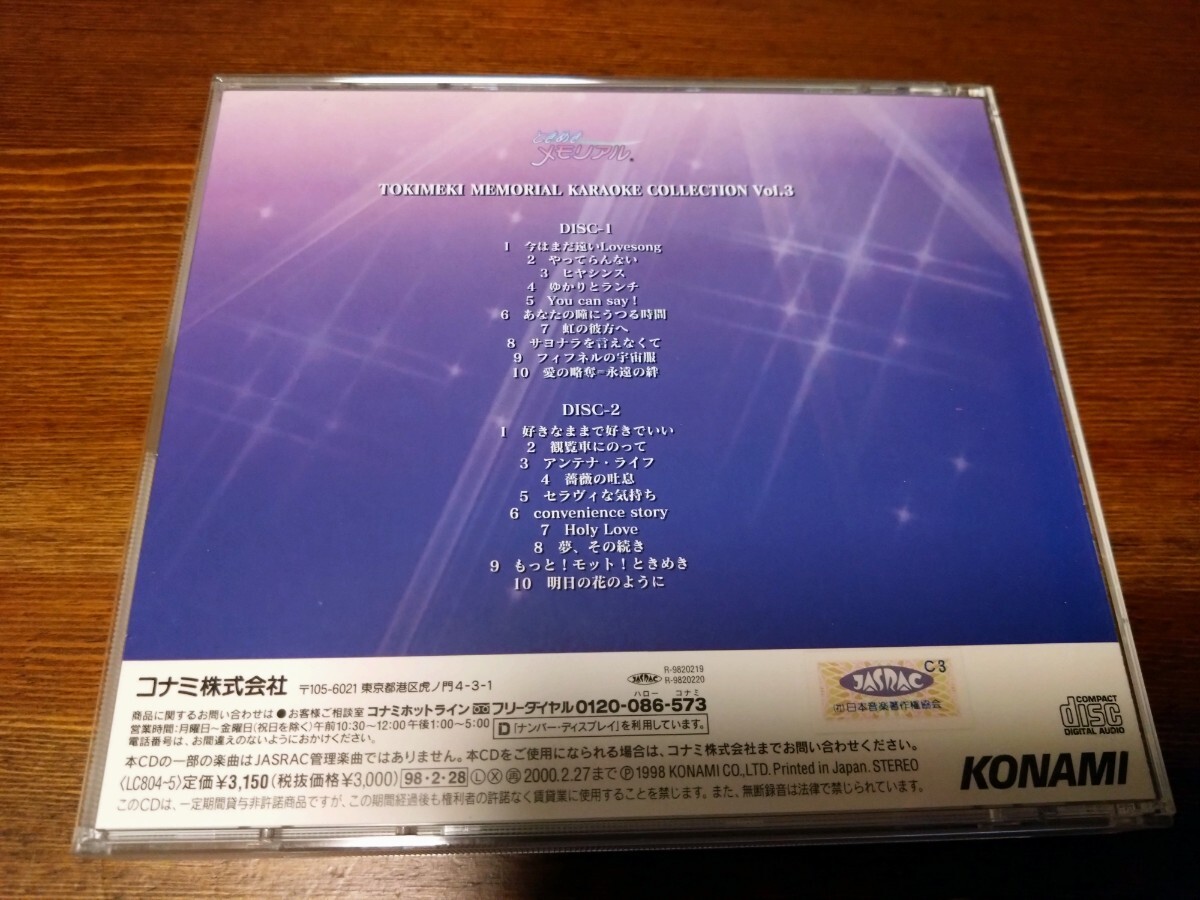 ときめき
メモリアル®
TOKIMEKI MEMORIAL KARAOKE COLLECTION Vol.3
DISC-1
1 今はまだ遠いLovesong
2 やってらんない
3 ヒヤシンス
4 ゆかりとランチ
5 You can say!
6 あなたの瞳にうつる時間
7 虹の彼方へ
8 サヨナラを言えなくて
9 フィフネルの宇宙服
10 愛の略奪=永遠の絆
DISC-2
1 好きなままで好きでいい
2 観覧車にのって
3 アンテナ・ライフ
4 薔薇の吐息
5 セラヴィな気持ち
6 convenience story
7 Holy Love
8 夢、その続き
9 もっと!モット!ときめき
10 明日の花のように
コナミ株式会社 〒105-6021 東京都港区虎ノ門4-3-1
商品に関するお問い合わせは●お客様ご相談室 コナミホットライン フリーダイヤル0120-086-573
ハロー コナミ
営業時間:月曜日〜金曜日(祝日を除く)午前10:30〜12:00 午後1:00〜5:00
D「ナンバー・ディスプレイ」を利用しています。
電話番号は、お間違えのないようにおかけください。
JASRAC
R-9820219
R-9820220
JASRAC
C3
(社)日本音楽著作権協会
COMPACT
disc
DIGITAL AUDIO
本CDの一部の楽曲はJASRAC管理楽曲ではありません。本CDをご使用になられる場合は、コナミ株式会社までお問い合わせください。
〈LC804~5〉定価¥3,150(税抜価格¥3,000) 98・2・28 Ⓛ Ⓧ 再 2000.2.27まで Ⓟ1998 KONAMI CO.,LTD. Printed in Japan. STEREO
このCDは、一定期間貸与非許諾商品ですが、この期間経過後も権利者の許諾なく賃貸業に使用することを禁じます。また、無断録音は法律で禁じられています。
KONAMI